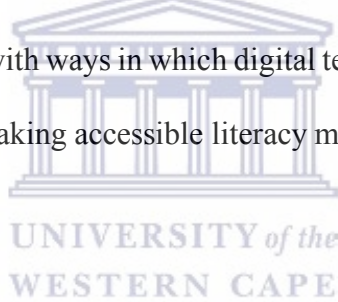 with ways in which digital te
aking accessible literacy m
UNIVERSITY of the
WESTERN CAPE